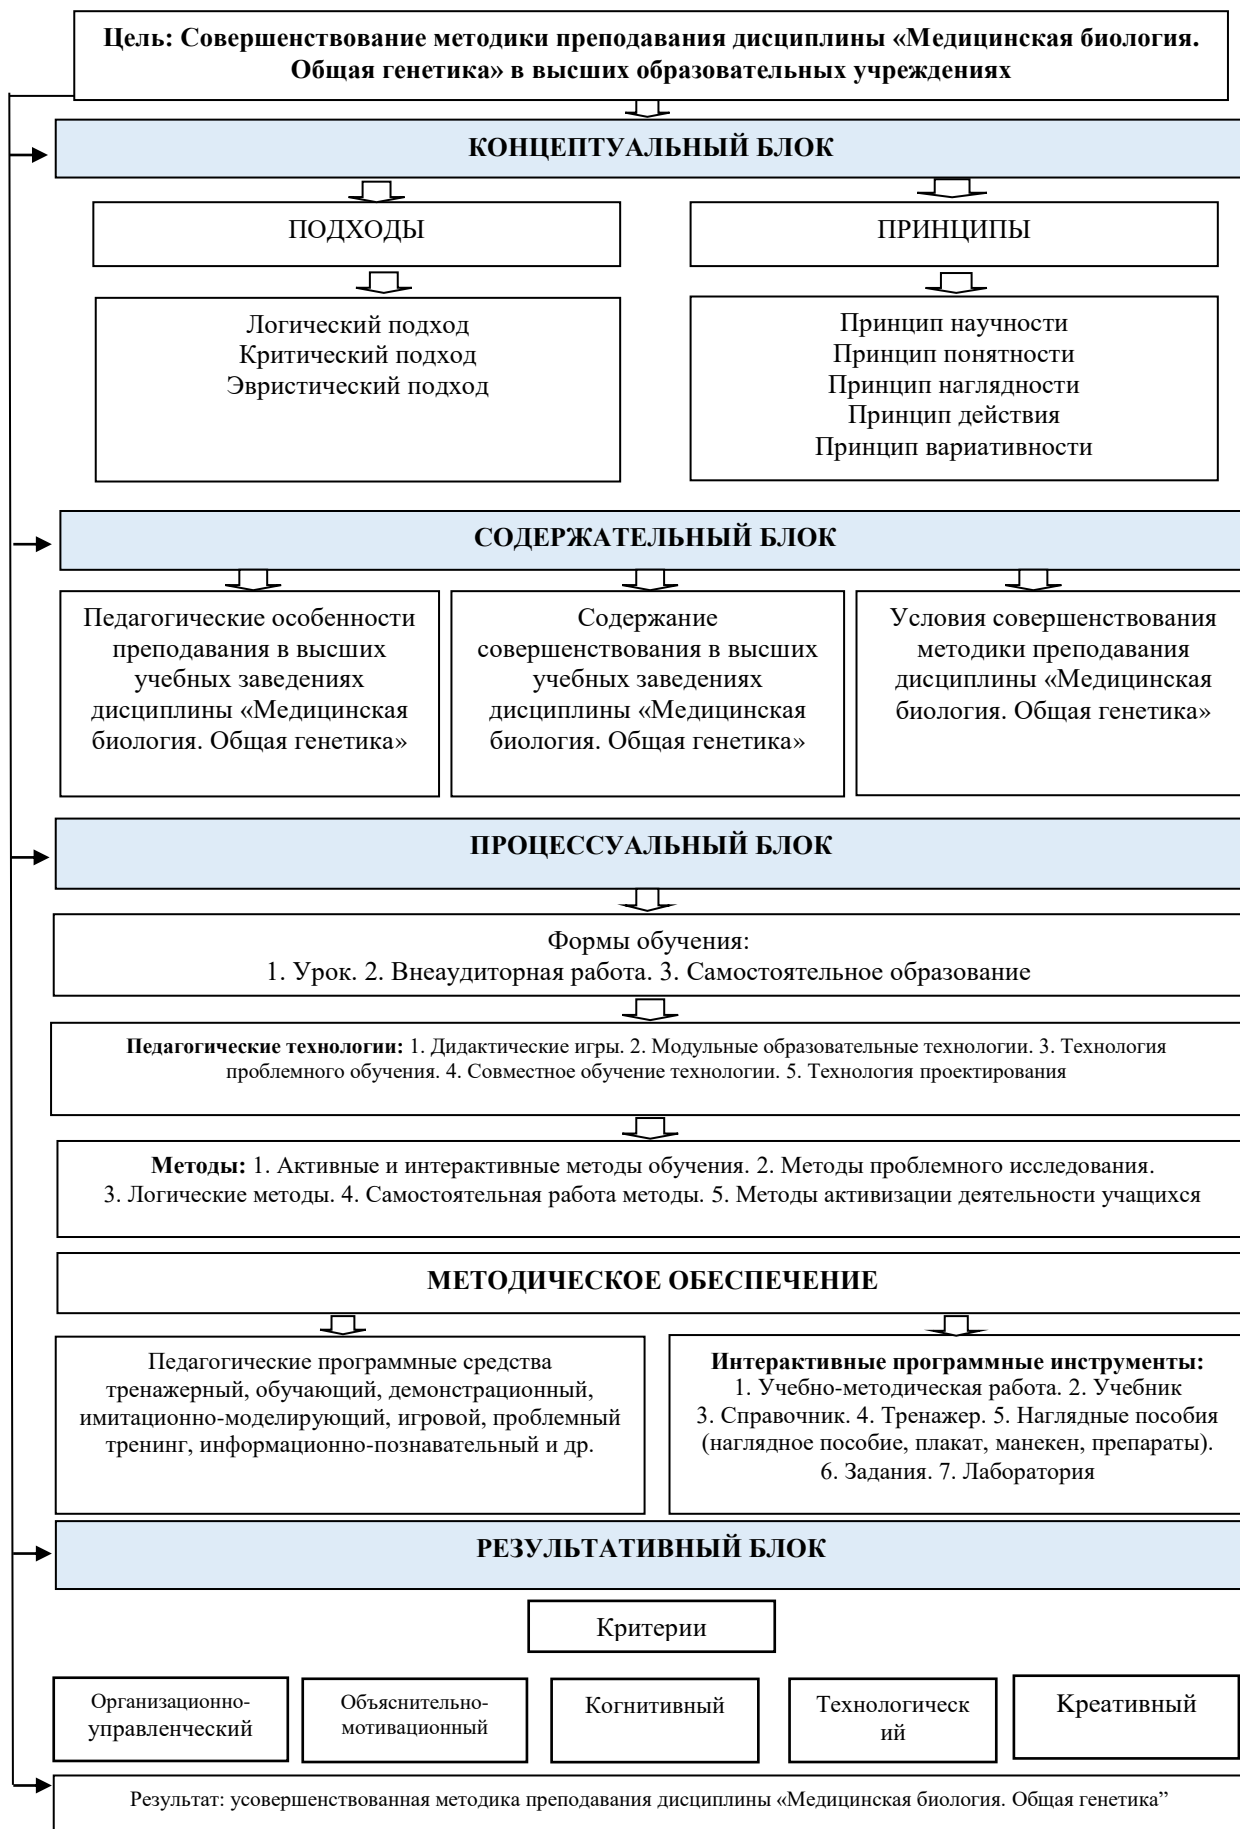 Цель: Совершенствование методики преподавания дисциплины «Медицинская биология.
Общая генетика» в высших образовательных учреждениях
КОНЦЕПТУАЛЬНЫЙ БЛОК
ПОДХОДЫ
ПРИНЦИПЫ
Логический подход
Критический подход
Эвристический подход
Принцип научности
Принцип понятности
Принцип наглядности
Принцип действия
Принцип вариативности
СОДЕРЖАТЕЛЬНЫЙ БЛОК
Педагогические особенности
преподавания в высших
учебных заведениях
дисциплины «Медицинская
биология. Общая генетика»
Содержание
совершенствования в высших
учебных заведениях
дисциплины «Медицинская
биология. Общая генетика»
Условия совершенствования
методики преподавания
дисциплины «Медицинская
биология. Общая генетика»
ПРОЦЕССУАЛЬНЫЙ БЛОК
Формы обучения:
1. Урок. 2. Внеаудиторная работа. 3. Самостоятельное образование
Педагогические технологии: 1. Дидактические игры. 2. Модульные образовательные технологии. 3. Технология
проблемного обучения. 4. Совместное обучение технологии. 5. Технология проектирования
Методы: 1. Активные и интерактивные методы обучения. 2. Методы проблемного исследования.
3. Логические методы. 4. Самостоятельная работа методы. 5. Методы активизации деятельности учащихся
МЕТОДИЧЕСКОЕ ОБЕСПЕЧЕНИЕ
Педагогические программные средства
тренажерный, обучающий, демонстрационный,
имитационно-моделирующий, игровой, проблемный
тренинг, информационно-познавательный и др.
Интерактивные программные инструменты:
1. Учебно-методическая работа. 2. Учебник
3. Справочник. 4. Тренажер. 5. Наглядные пособия
(наглядное пособие, плакат, манекен, препараты).
6. Задания. 7. Лаборатория
РЕЗУЛЬТАТИВНЫЙ БЛОК
Критерии
Организационно-
управленческий
Объяснительно-
мотивационный
Когнитивный
Технологическ
ий
Креативный
Результат: усовершенствованная методика преподавания дисциплины «Медицинская биология. Общая генетика”